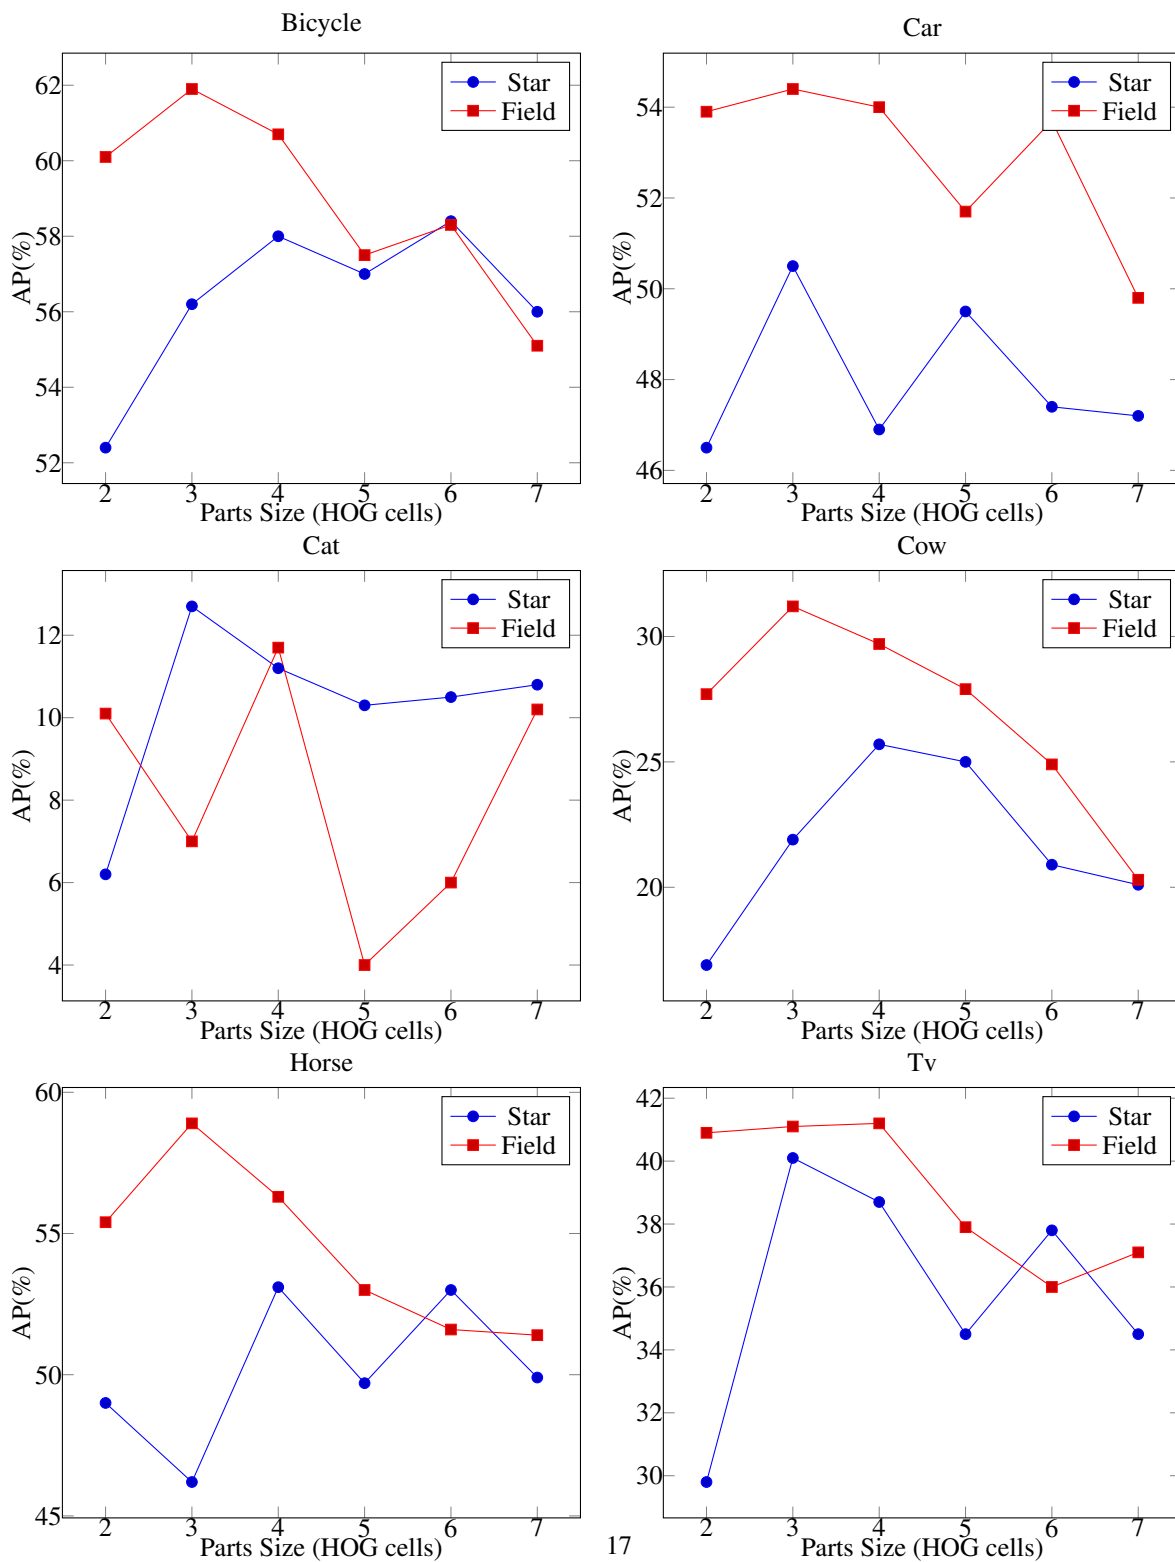 Bicycle
62
60
58
56
54
52
AP(%)
2 3 4 5 6 7
Parts Size (HOG cells)
Star
Field
Car
54
52
50
48
46
AP(%)
2 3 4 5 6 7
Parts Size (HOG cells)
Star
Field
Cat
12
10
8
6
4
AP(%)
2 3 4 5 6 7
Parts Size (HOG cells)
Star
Field
Cow
30
25
20
AP(%)
2 3 4 5 6 7
Parts Size (HOG cells)
Star
Field
Horse
60
55
50
45
AP(%)
2 3 4 5 6 7
Parts Size (HOG cells)
Star
Field
Tv
42
40
38
36
34
32
30
AP(%)
2 3 4 5 6 7
Parts Size (HOG cells)
Star
Field
17